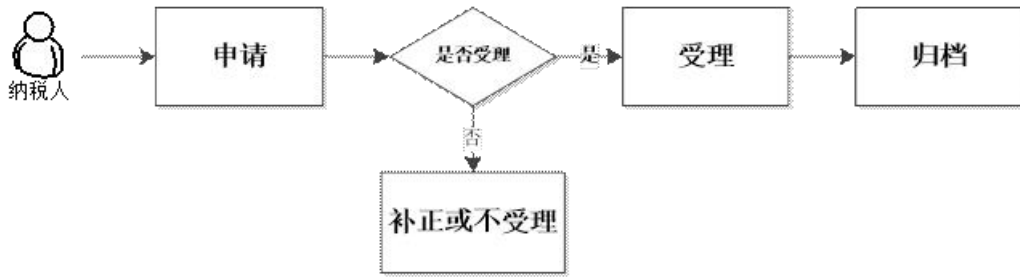 纳税人
申请
是否受理
是
受理
归档
否
补正或不受理